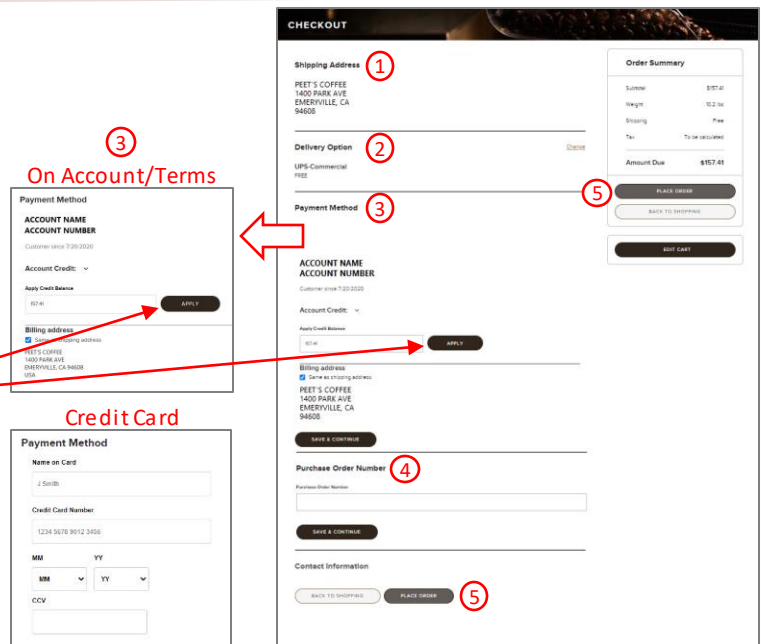 CHECKOUT
Shipping Address
1
PEET'S COFFEE
1400 PARK AVE
EMERYVILLE, CA
94608
Delivery Option
2
Change
UPS-Commercial
FREE
Payment Method
3
ACCOUNT NAME
ACCOUNT NUMBER
Customer since 7/20/2020
Account Credit:
Apply Credit Balance
157.41
APPLY
Billing address
Same as shipping address
PEET'S COFFEE
1400 PARK AVE
EMERYVILLE, CA
94608
SAVE & CONTINUE
Purchase Order Number
4
Purchase Order Number
SAVE & CONTINUE
Contact Information
BACK TO SHOPPING
PLACE ORDER
5
Order Summary
Subtotal $157.41
Weight 10.2 lbs
Shipping Free
Tax To be calculated
Amount Due $157.41
5
PLACE ORDER
BACK TO SHOPPING
EDIT CART
3
On Account/Terms
Payment Method
ACCOUNT NAME
ACCOUNT NUMBER
Customer since 7/20/2020
Account Credit:
Apply Credit Balance
157.41
APPLY
Billing address
Same as shipping address
PEET'S COFFEE
1400 PARK AVE
EMERYVILLE, CA 94608
USA
Credit Card
Payment Method
Name on Card
J Smith
Credit Card Number
1234 5678 9012 3456
MM YY
MM YY
CCV